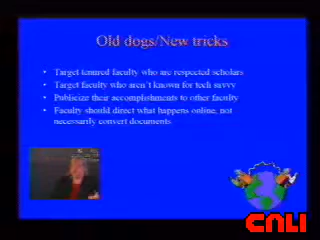 Old dogs/New tricks
• Target tenured faculty who are respected scholars
• Target faculty who aren't known for tech savvy
• Publicize their accomplishments to other faculty
• Faculty should direct what happens online, not
necessarily convert documents
CNLI